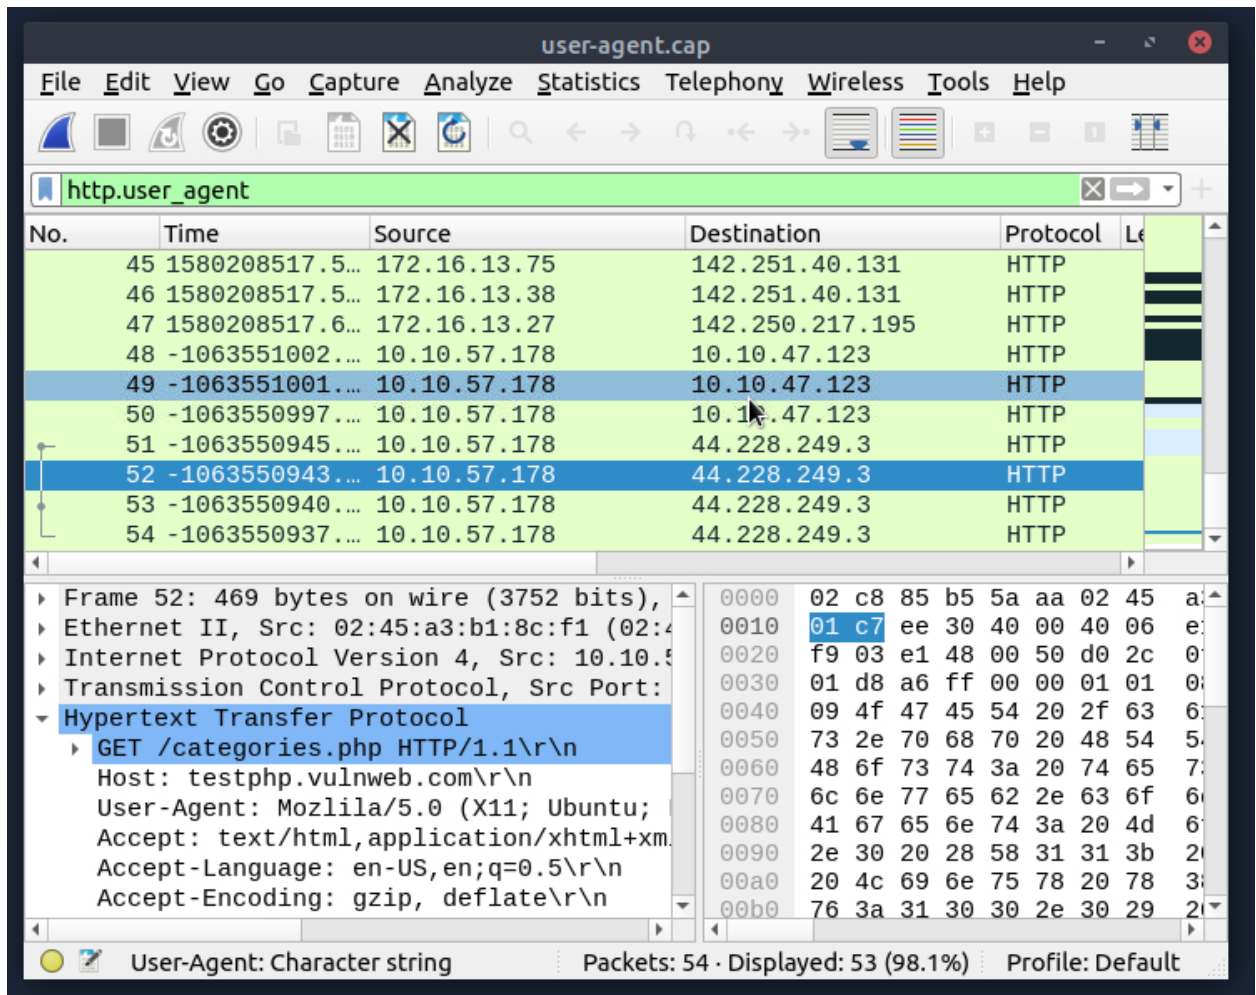 user-agent.cap
File Edit View Go Capture Analyze Statistics Telephony Wireless Tools Help
http.user_agent
No. Time Source Destination Protocol
45 1580208517.5… 172.16.13.75 142.251.40.131 HTTP
46 1580208517.5… 172.16.13.38 142.251.40.131 HTTP
47 1580208517.6… 172.16.13.27 142.250.217.195 HTTP
48 -1063551002.… 10.10.57.178 10.10.47.123 HTTP
49 -1063551001.… 10.10.57.178 10.10.47.123 HTTP
50 -1063550997.… 10.10.57.178 10.10.47.123 HTTP
51 -1063550945.… 10.10.57.178 44.228.249.3 HTTP
52 -1063550943.… 10.10.57.178 44.228.249.3 HTTP
53 -1063550940.… 10.10.57.178 44.228.249.3 HTTP
54 -1063550937.… 10.10.57.178 44.228.249.3 HTTP
Frame 52: 469 bytes on wire (3752 bits),
Ethernet II, Src: 02:45:a3:b1:8c:f1 (02:4
Internet Protocol Version 4, Src: 10.10.5
Transmission Control Protocol, Src Port:
Hypertext Transfer Protocol
GET /categories.php HTTP/1.1\r\n
Host: testphp.vulnweb.com\r\n
User-Agent: Mozlila/5.0 (X11; Ubuntu;
Accept: text/html,application/xhtml+xm
Accept-Language: en-US,en;q=0.5\r\n
Accept-Encoding: gzip, deflate\r\n
0000 02 c8 85 b5 5a aa 02 45
0010 01 c7 ee 30 40 00 40 06
0020 f9 03 e1 48 00 50 d0 2c
0030 01 d8 a6 ff 00 00 01 01
0040 09 4f 47 45 54 20 2f 63
0050 73 2e 70 68 70 20 48 54
0060 48 6f 73 74 3a 20 74 65
0070 6c 6e 77 65 62 2e 63 6f
0080 41 67 65 6e 74 3a 20 4d
0090 2e 30 20 28 58 31 31 3b
00a0 20 4c 69 6e 75 78 20 78
00b0 76 3a 31 30 30 2e 30 29
User-Agent: Character string
Packets: 54 · Displayed: 53 (98.1%)
Profile: Default